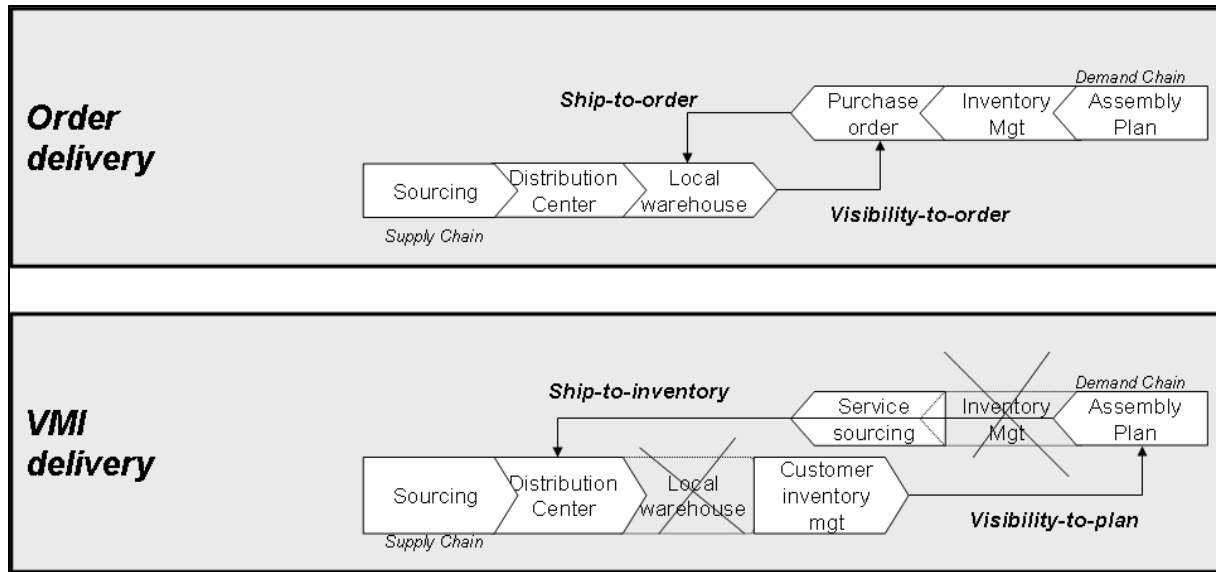 Order
delivery
Ship-to-order
Demand Chain
Purchase
order
Inventory
Mgt
Assembly
Plan
Sourcing
Distribution
Center
Local
warehouse
Supply Chain
Visibility-to-order
VMI
delivery
Ship-to-inventory
Demand Chain
Service
sourcing
Inventory
Mgt
Assembly
Plan
Sourcing
Distribution
Center
Local
warehouse
Customer
inventory
mgt
Supply Chain
Visibility-to-plan